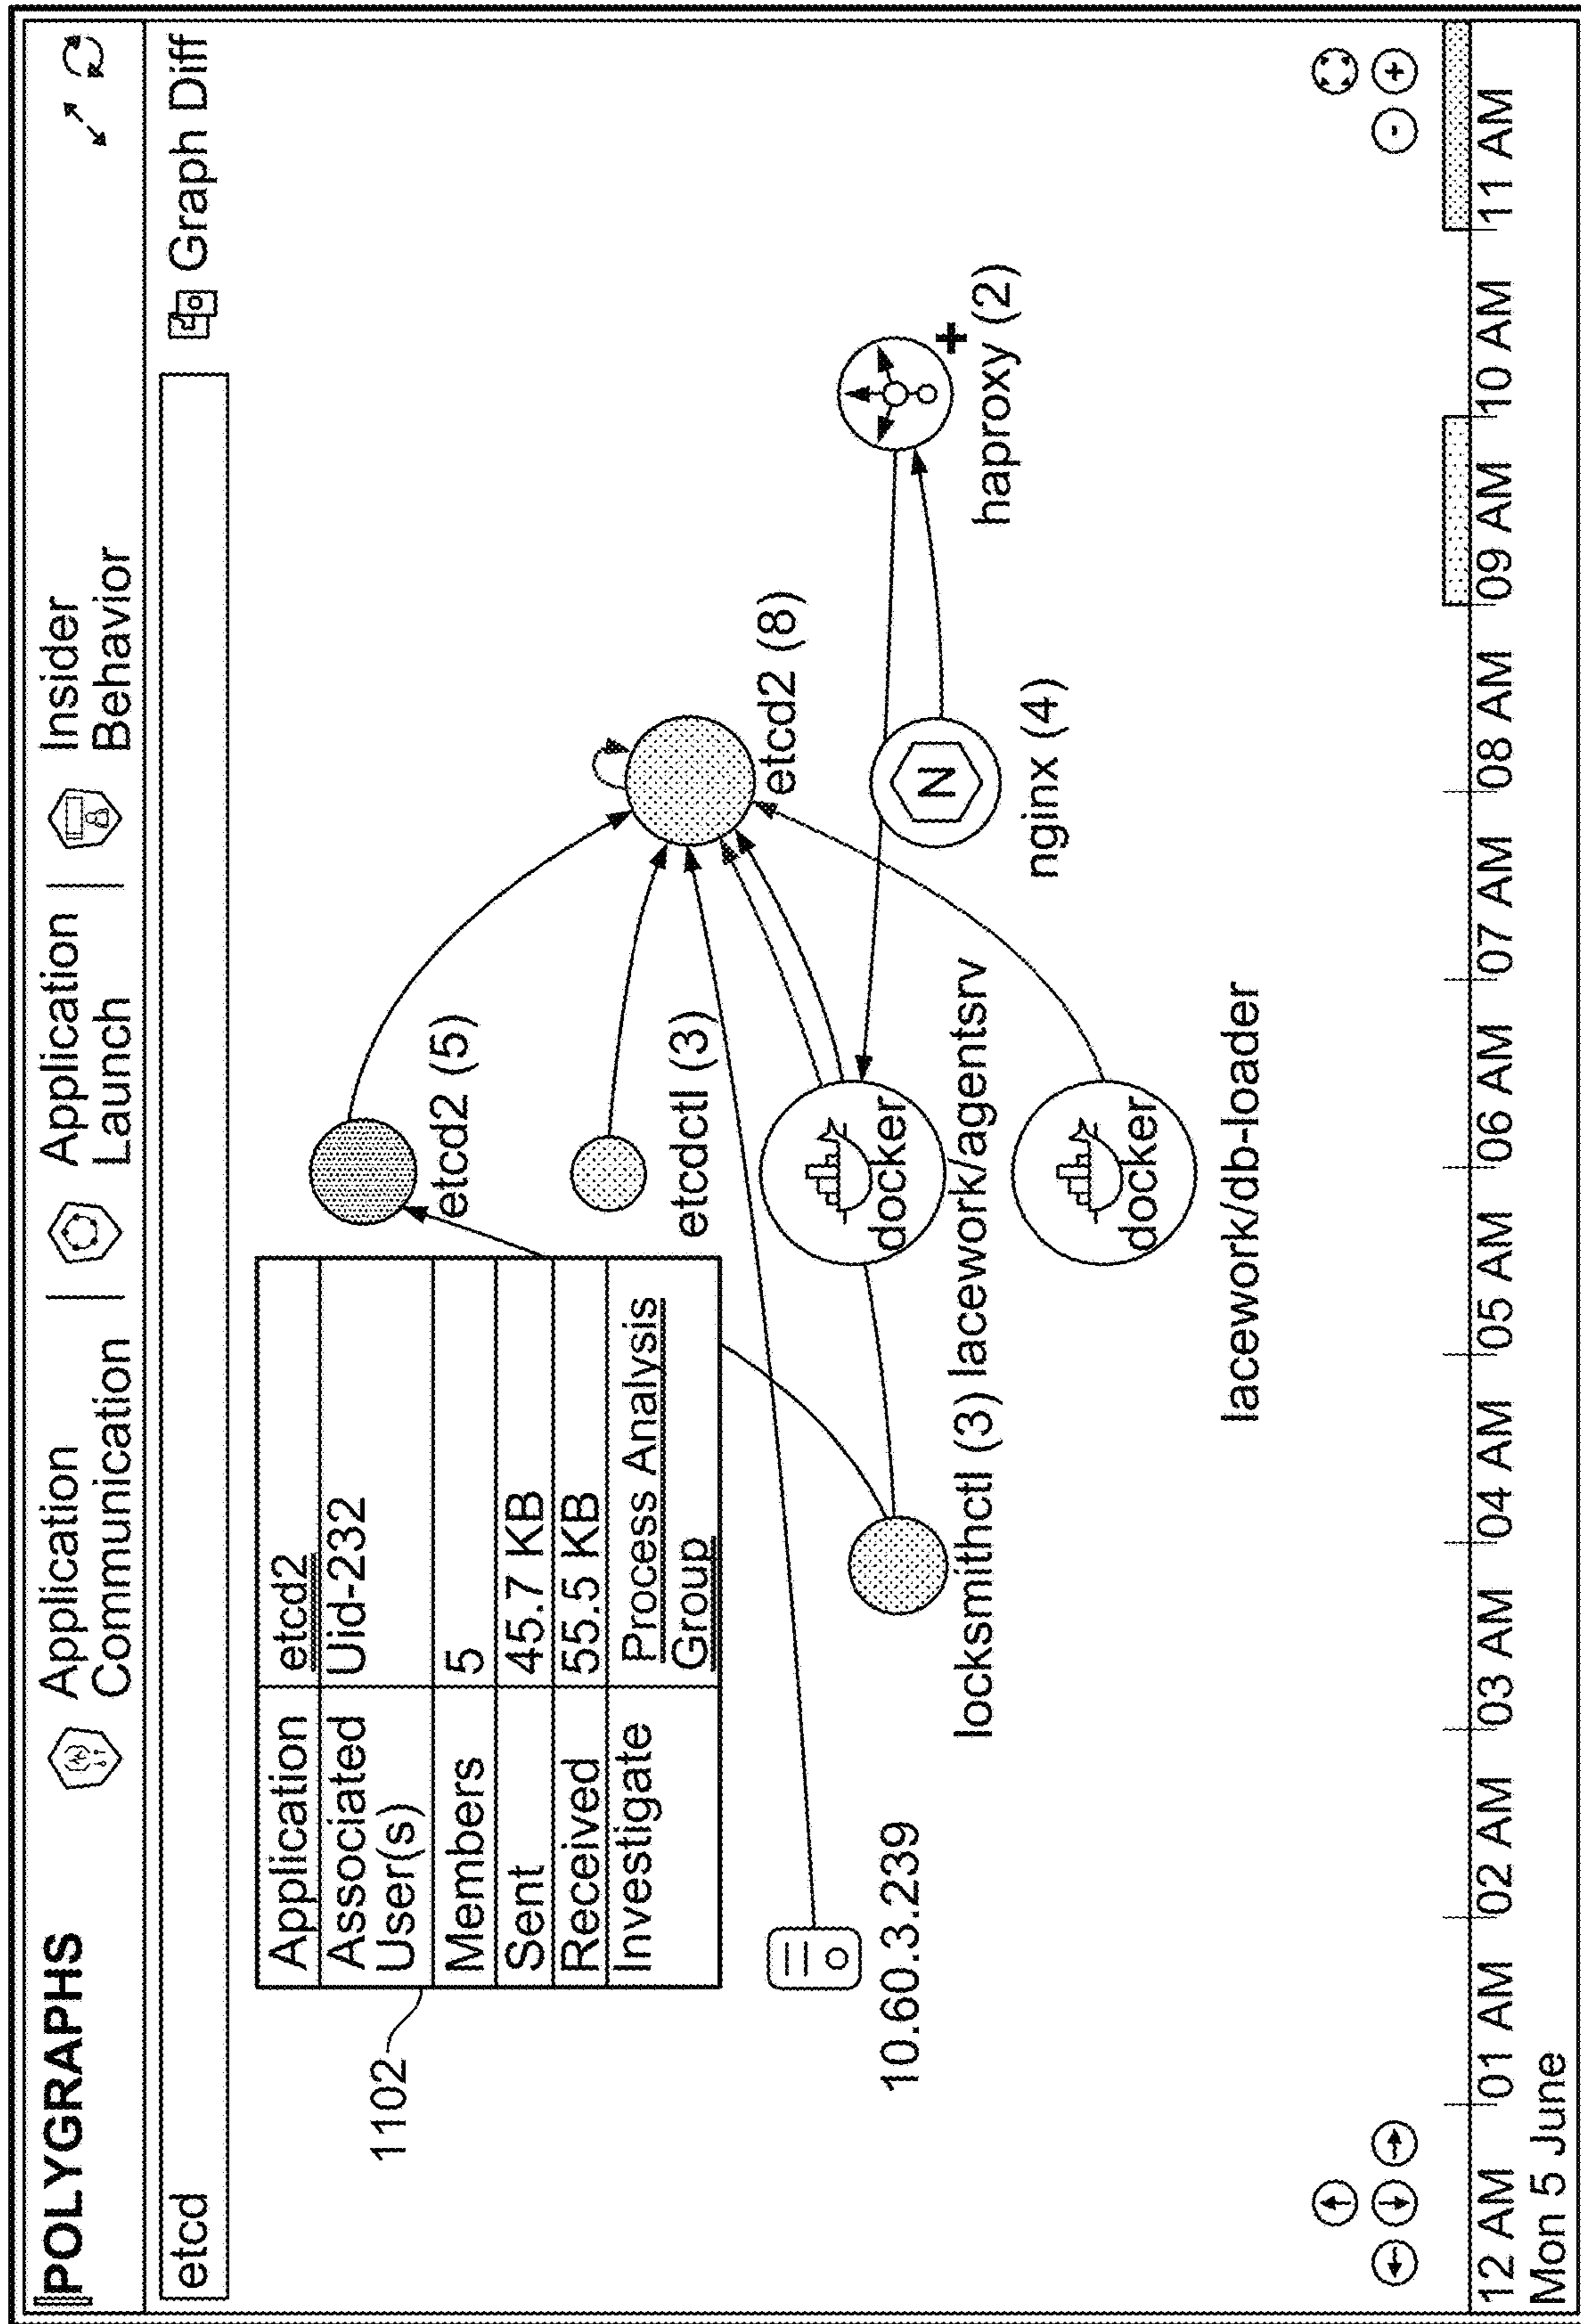 POLYGRAPHS
Application
Communication
Application
Launch
Insider
Behavior
etcd
Graph Diff
1102
Application etcd2
Associated Uid-232
User(s)
Members 5
Sent 45.7 KB
Received 55.5 KB
Investigate Process Analysis
Group
etcd2 (5)
etcdctl (3)
etcd2 (8)
10.60.3.239
docker
locksmithctl (3) lacework/agentsrv
N
nginx (4)
+
haproxy (2)
docker
lacework/db-loader
- +
12 AM 01 AM 02 AM 03 AM 04 AM 05 AM 06 AM 07 AM 08 AM 09 AM 10 AM 11 AM
Mon 5 June